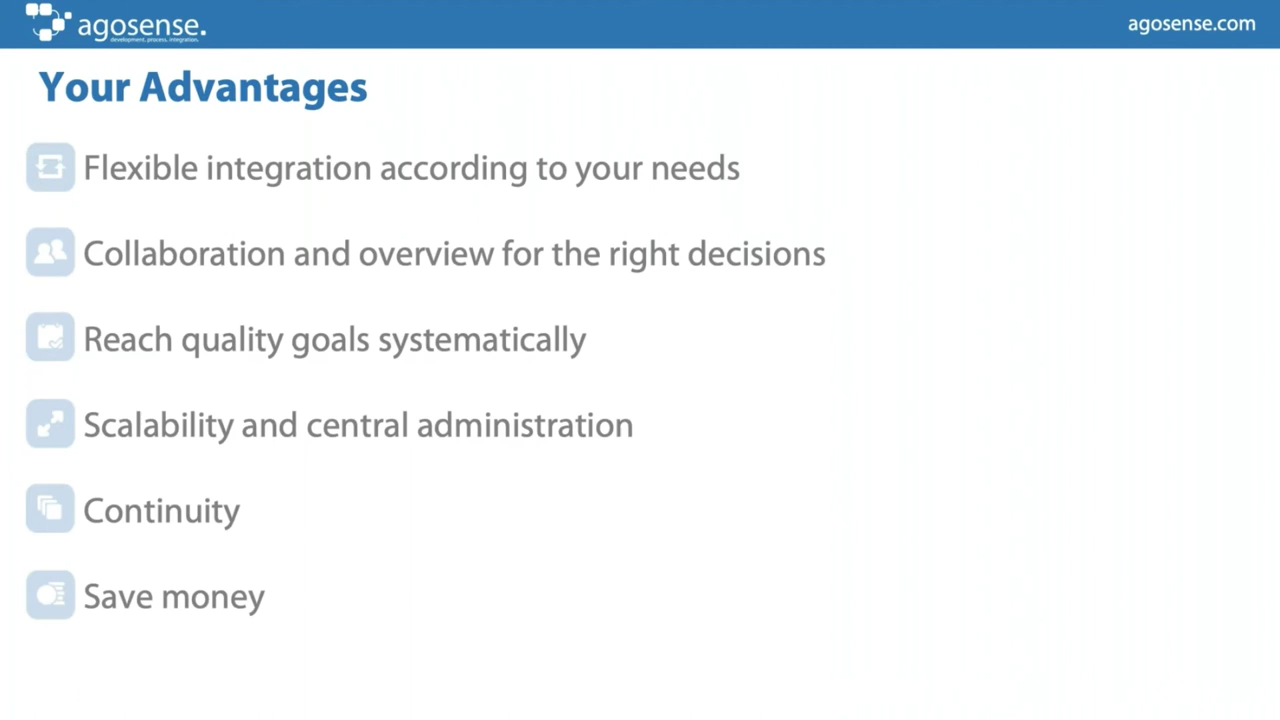 agosense.
development. process. integration.
agosense.com
Your Advantages
Flexible integration according to your needs
Collaboration and overview for the right decisions
Reach quality goals systematically
Scalability and central administration
Continuity
Save money